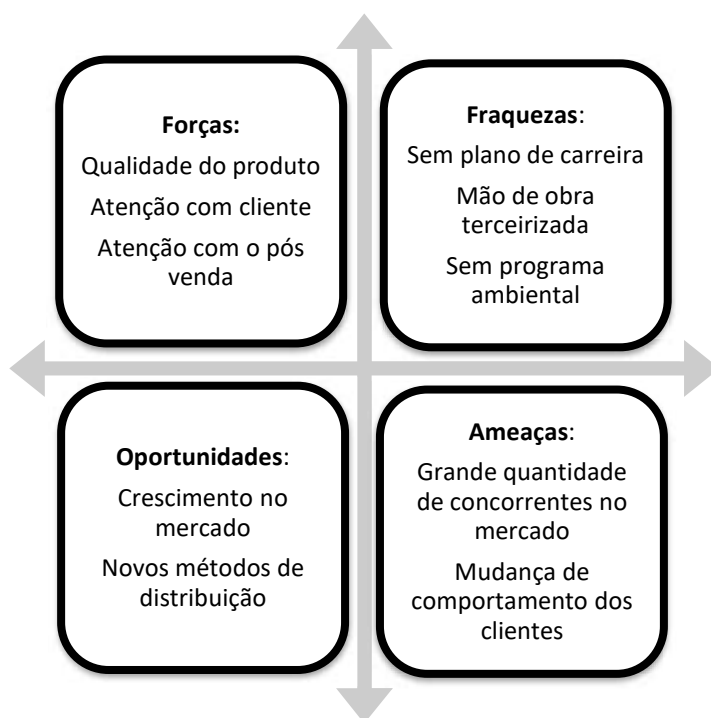 Forças:
Qualidade do produto
Atenção com cliente
Atenção com o pós
venda
Fraquezas:
Sem plano de carreira
Mão de obra
terceirizada
Sem programa
ambiental
Oportunidades:
Crescimento no
mercado
Novos métodos de
distribuição
Ameaças:
Grande quantidade
de concorrentes no
mercado
Mudança de
comportamento dos
clientes